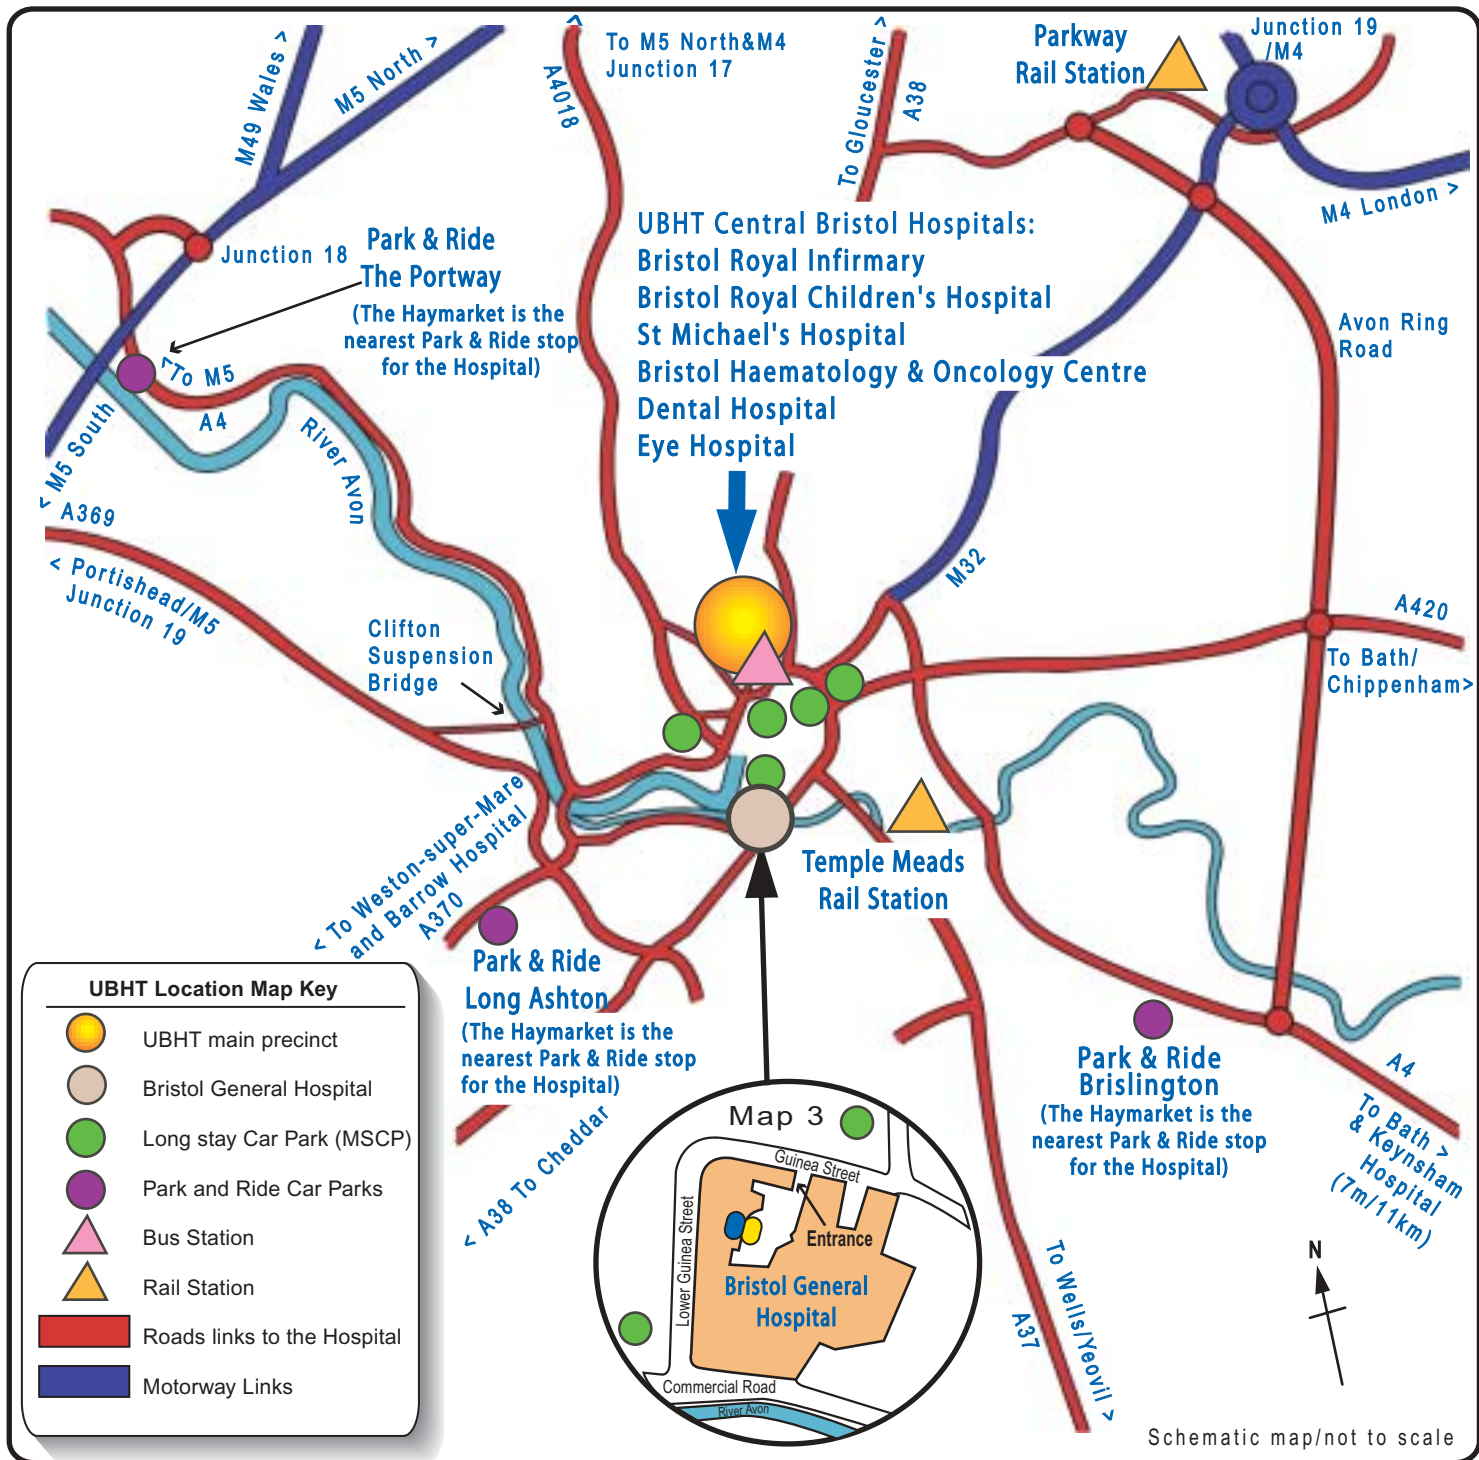 M49 Wales >
M5 North >
<
A4018
To M5 North&M4
Junction 17
To Gloucester >
A38
Parkway
Rail Station
Junction 19
/M4
M4 London >
Junction 18
Park & Ride
The Portway
(The Haymarket is the
nearest Park & Ride stop
for the Hospital)
UBHT Central Bristol Hospitals:
Bristol Royal Infirmary
Bristol Royal Children's Hospital
St Michael's Hospital
Bristol Haematology & Oncology Centre
Dental Hospital
Eye Hospital
Avon Ring
Road
<To M5
A4
River Avon
< M5 South
A369
< Portishead/M5
Junction 19
M32
A420
To Bath/
Chippenham>
Clifton
Suspension
Bridge
< To Weston-super-Mare
and Barrow Hospital
A370
Temple Meads
Rail Station
Park & Ride
Long Ashton
(The Haymarket is the
nearest Park & Ride stop
for the Hospital)
< A38 To Cheddar
Park & Ride
Brislington
(The Haymarket is the
nearest Park & Ride stop
for the Hospital)
A4
To Bath >
& Keynsham
Hospital
(7m/11km)
To Wells/Yeovil >
A37
N
UBHT Location Map Key
UBHT main precinct
Bristol General Hospital
Long stay Car Park (MSCP)
Park and Ride Car Parks
Bus Station
Rail Station
Roads links to the Hospital
Motorway Links
Map 3
Guinea Street
Lower Guinea Street
Entrance
Bristol General
Hospital
Commercial Road
River Avon
Schematic map/not to scale